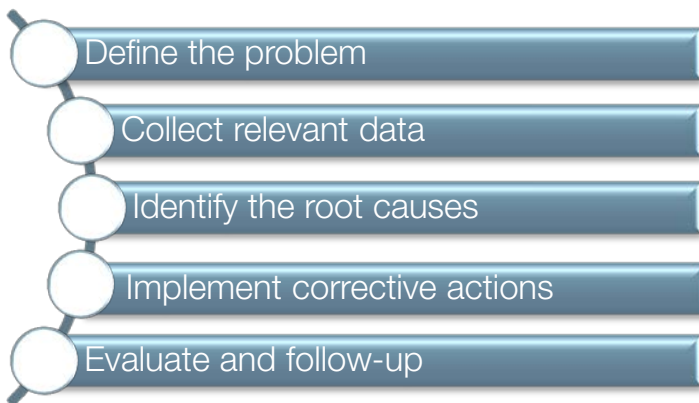 Define the problem
Collect relevant data
Identify the root causes
Implement corrective actions
Evaluate and follow-up